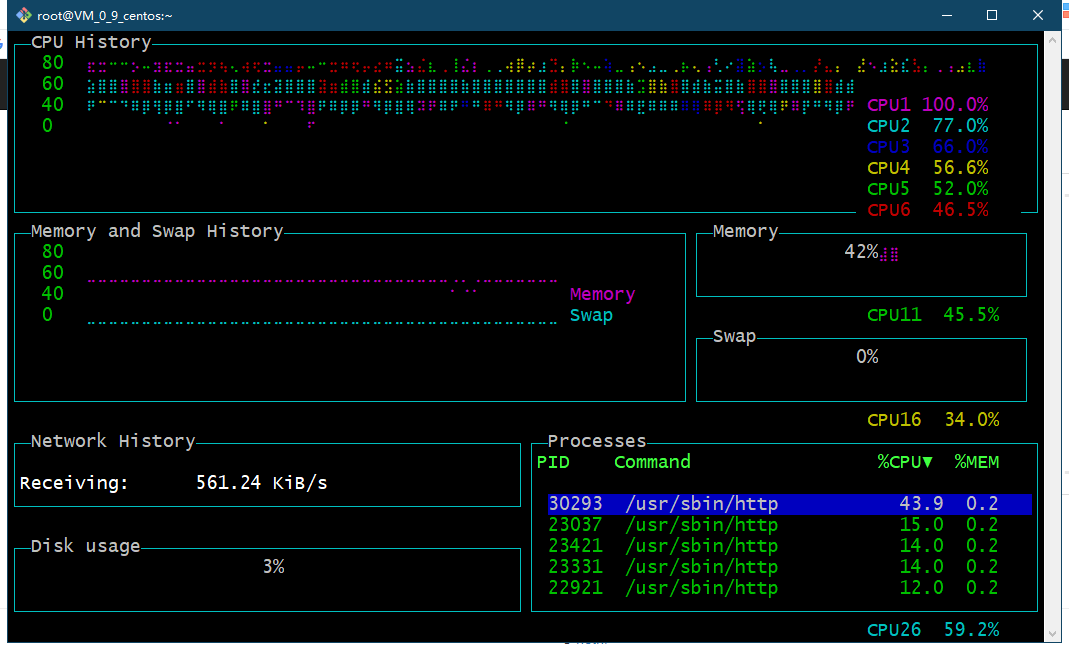 root@VM_0_9_centos:~
CPU History
80
60
40
0
CPU1 100.0%
CPU2 77.0%
CPU3 66.0%
CPU4 56.6%
CPU5 52.0%
CPU6 46.5%
Memory and Swap History
80
60
40
0
Memory
Swap
Memory
42%
CPU11 45.5%
Swap
0%
CPU16 34.0%
Network History
Receiving: 561.24 KiB/s
Disk usage
3%
Processes
PID Command %CPU▼ %MEM
30293 /usr/sbin/http 43.9 0.2
23037 /usr/sbin/http 15.0 0.2
23421 /usr/sbin/http 14.0 0.2
23331 /usr/sbin/http 14.0 0.2
22921 /usr/sbin/http 12.0 0.2
CPU26 59.2%